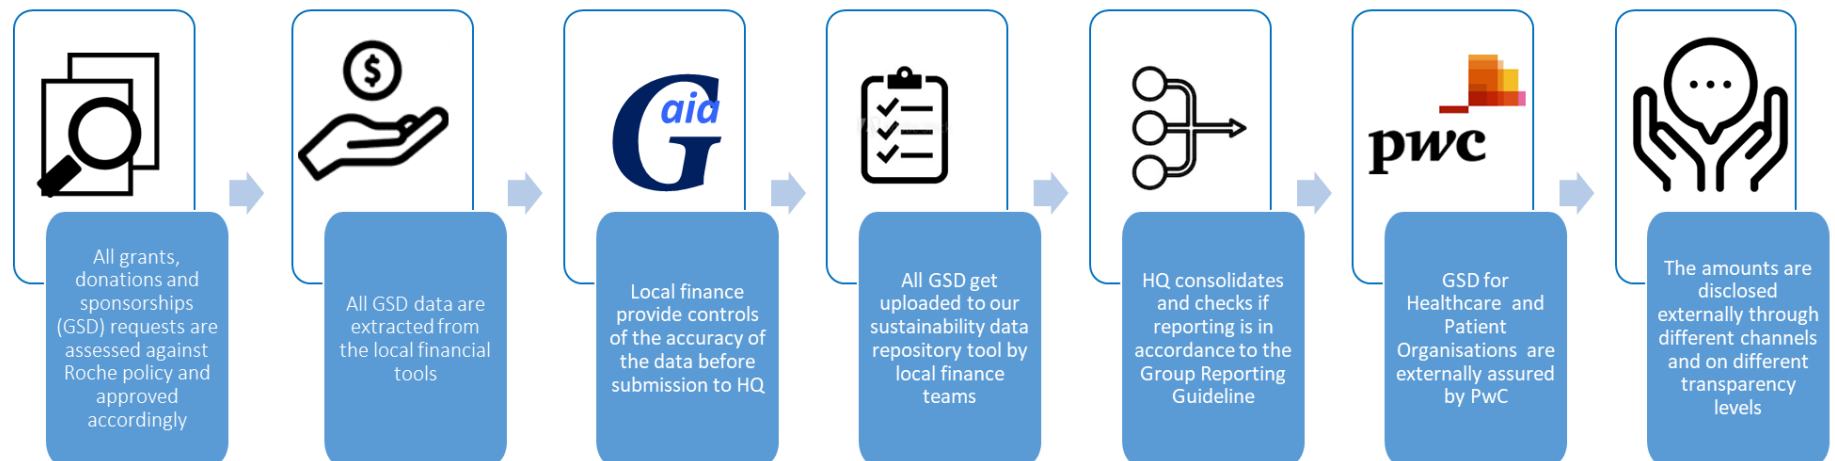 $
Gaia
pwc
All grants,
donations and
sponsorships
(GSD) requests are
assessed against
Roche policy and
approved
accordingly
All GSD data are
extracted from
the local financial
tools
Local finance
provide controls
of the accuracy of
the data before
submission to HQ
All GSD get
uploaded to our
sustainability data
repository tool by
local finance
teams
HQ consolidates
and checks if
reporting is in
accordance to the
Group Reporting
Guideline
GSD for
Healthcare and
Patient
Organisations are
externally assured
by PwC
The amounts are
disclosed
externally through
different channels
and on different
transparency
levels